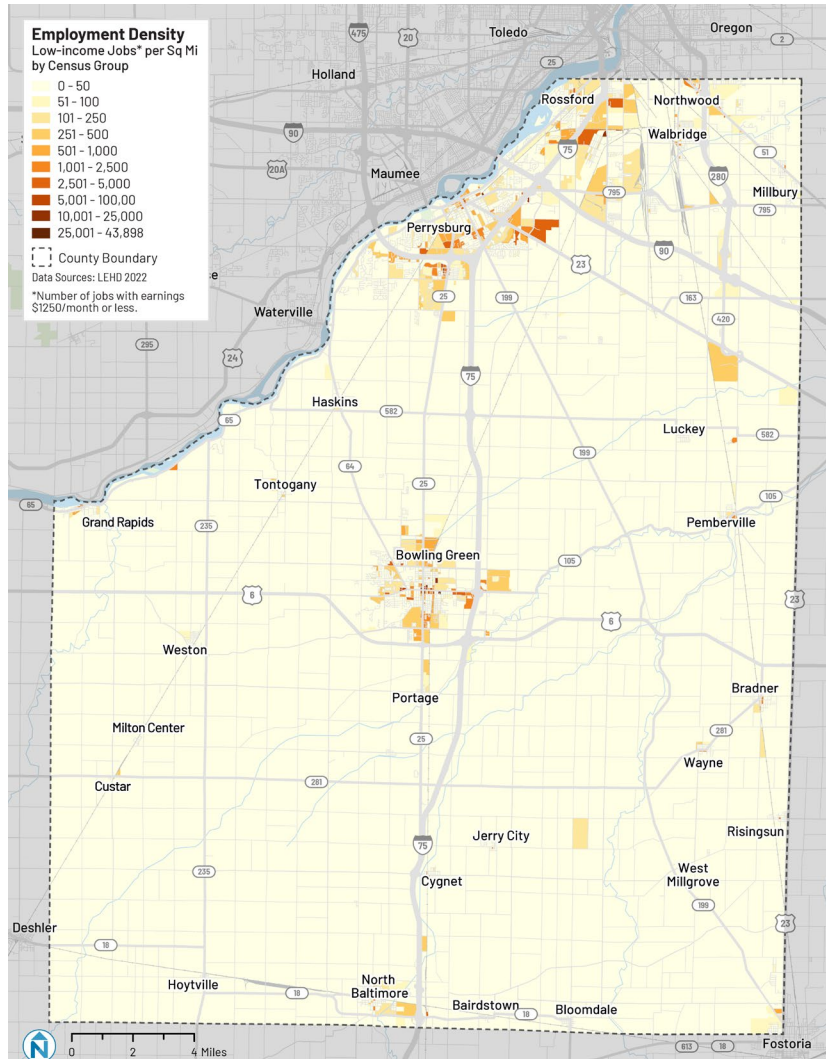 Employment Density
Low-income Jobs* per Sq Mi
by Census Group
0 - 50
51 - 100
101 - 250
251 - 500
501 - 1,000
1,001 - 2,500
2,501 - 5,000
5,001 - 100,00
10,001 - 25,000
25,001 - 43,898
County Boundary
Data Sources: LEHD 2022
*Number of jobs with earnings
$1250/month or less.
475
20
Toledo
Oregon
2
25
Holland
Rossford
Northwood
90
75
Walbridge
51
20A
Maumee
280
795
Millbury
795
Perrysburg
90
23
25
199
163
Waterville
420
295
24
75
Haskins
582
65
Luckey
582
199
64
Tontogany
25
105
65
Grand Rapids
235
Pemberville
Bowling Green
105
6
23
6
Weston
Bradner
Portage
Milton Center
25
281
Wayne
Custar
281
Jerry City
Risingsun
75
235
Cygnet
West
Millgrove
199
23
Deshler
18
Hoytville
18
North
Baltimore
Bairdstown
18
Bloomdale
N
0 2 4 Miles
613
18
Fostoria